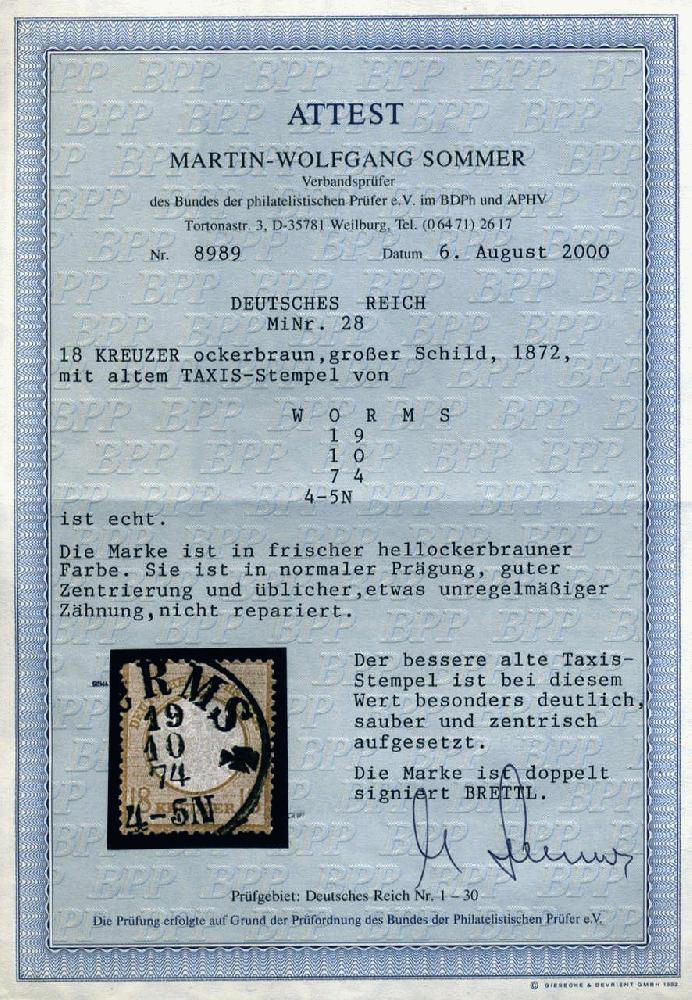 ATTEST
MARTIN-WOLFGANG SOMMER
Verbandsprüfer
des Bundes der philatelistischen Prüfer e.V. im BDPh und APHV
Tortonastr. 3, D-35781 Weilburg, Tel. (06471) 2617
Nr. 8989 Datum 6. August 2000
DEUTSCHES REICH
MiNr. 28
18 KREUZER ockerbraun,großer Schild, 1872,
mit altem TAXIS-Stempel von
W O R M S
1 9
1 0
7 4
4-5N
ist echt.
Die Marke ist in frischer hellockerbrauner
Farbe. Sie ist in normaler Prägung, guter
Zentrierung und üblicher,etwas unregelmäßiger
Zähnung,nicht repariert.
RMS
19
10
74
4-5N
18 KREUZER
Der bessere alte Taxis-
Stempel ist bei diesem
Wert besonders deutlich,
sauber und zentrisch
aufgesetzt.
Die Marke ist doppelt
signiert BRETTL.
Prüfgebiet: Deutsches Reich Nr. 1 – 30
Die Prüfung erfolgte auf Grund der Prüfordnung des Bundes der Philatelistischen Prüfer e.V.
© GIESECKE & DEVRIENT GMBH 1992